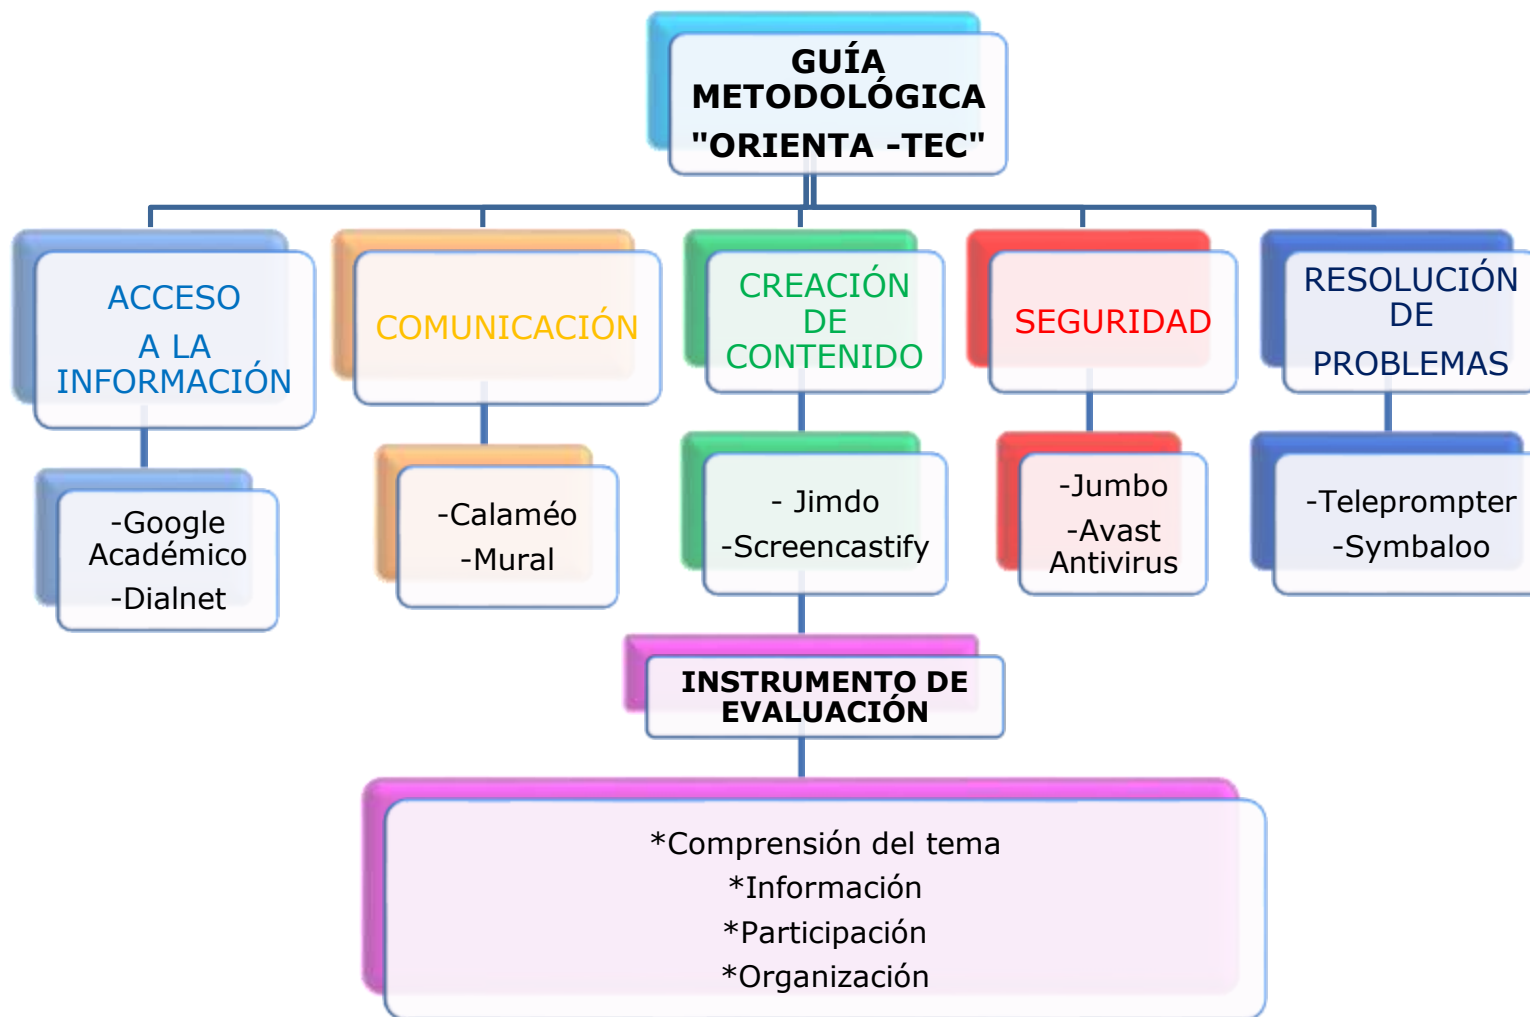 GUÍA
METODOLÓGICA
"ORIENTA -TEC"
ACCESO
A LA
INFORMACIÓN
COMUNICACIÓN
CREACIÓN
DE
CONTENIDO
SEGURIDAD
RESOLUCIÓN
DE
PROBLEMAS
-Google
Académico
-Dialnet
-Calaméo
-Mural
- Jimdo
-Screencastify
-Jumbo
-Avast
Antivirus
-Teleprompter
-Symbaloo
INSTRUMENTO DE
EVALUACIÓN
*Comprensión del tema
*Información
*Participación
*Organización